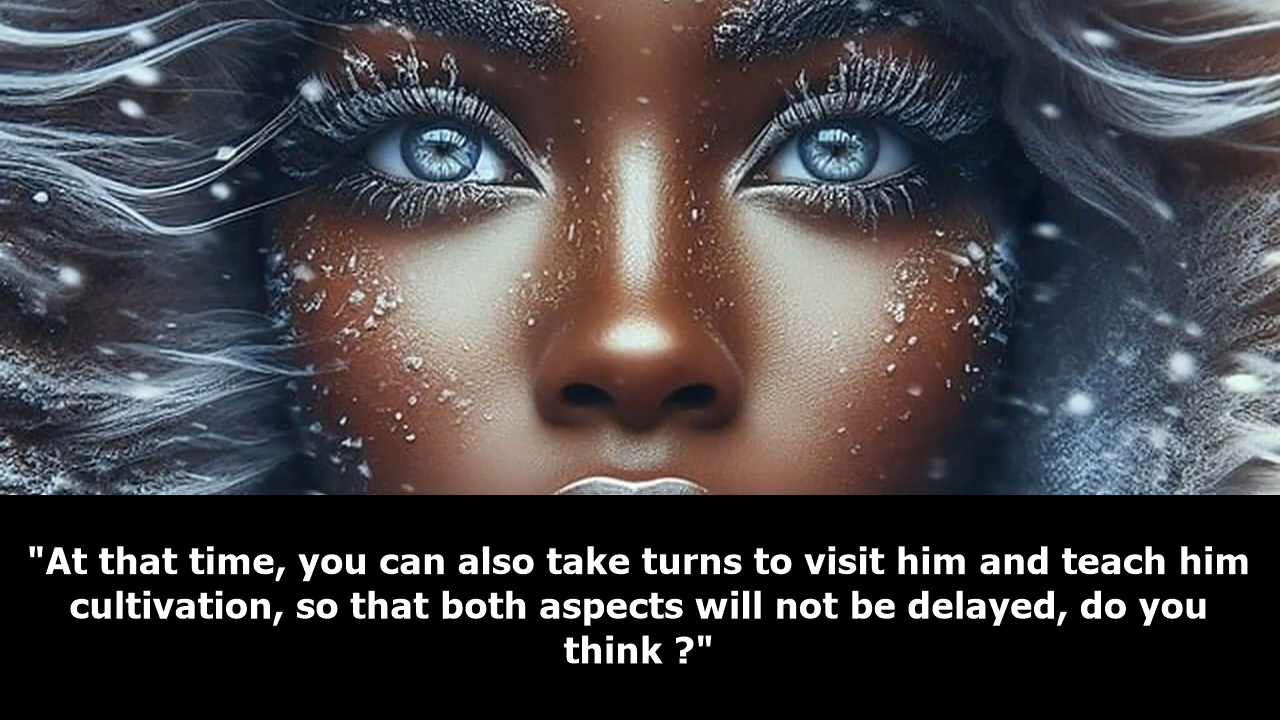 "At that time, you can also take turns to visit him and teach him
cultivation, so that both aspects will not be delayed, do you
think ?"